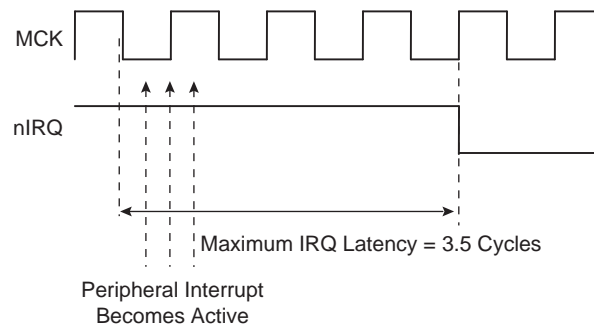 MCK
nIRQ
Maximum IRQ Latency = 3.5 Cycles
Peripheral Interrupt
Becomes Active